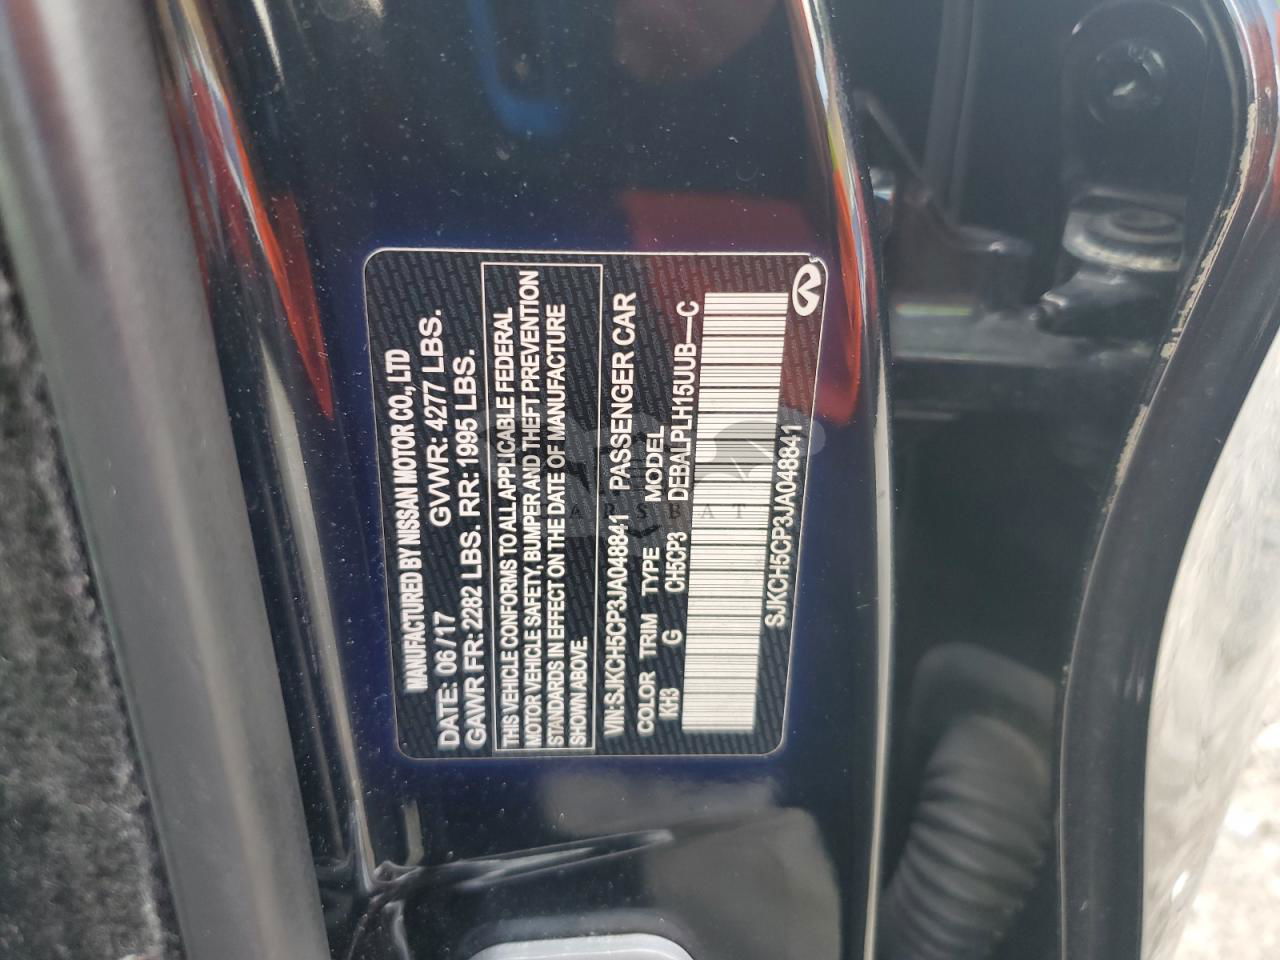 MANUFACTURED BY NISSAN MOTOR CO., LTD
DATE: 06/17 GVWR: 4277 LBS.
GAWR FR: 2282 LBS. RR: 1995 LBS.
THIS VEHICLE CONFORMS TO ALL APPLICABLE FEDERAL
MOTOR VEHICLE SAFETY, BUMPER AND THEFT PREVENTION
STANDARDS IN EFFECT ON THE DATE OF MANUFACTURE
SHOWN ABOVE.
VIN:SJKCH5CP3JA048841 PASSENGER CAR
COLOR TRIM TYPE MODEL
KH3 G CH5CP3 DEBALPLH15UUB—C
SJKCH5CP3JA048841